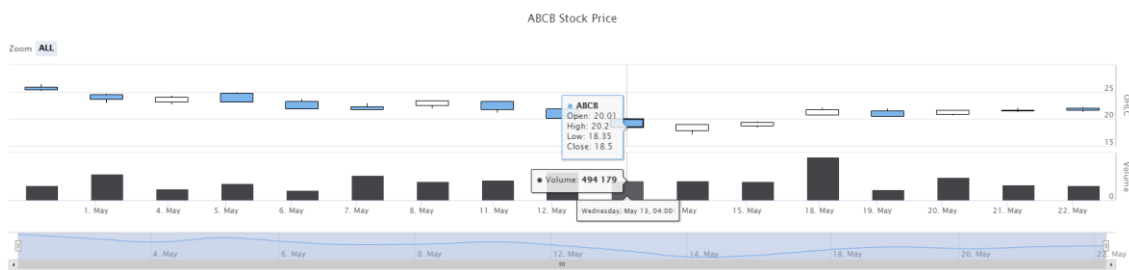 ABCB Stock Price
Zoom ALL
25
20
15
OHLC
● ABCB
Open: 20.01
High: 20.2
Low: 18.35
Close: 18.5
Volume
0
● Volume: 494 179
1. May 4. May 5. May 6. May 7. May 8. May 11. May 12. May May 15. May 18. May 19. May 20. May 21. May 22. May
Wednesday, May 13, 04:00
4. May 6. May 8. May 12. May 14. May 18. May 20. May 22. May